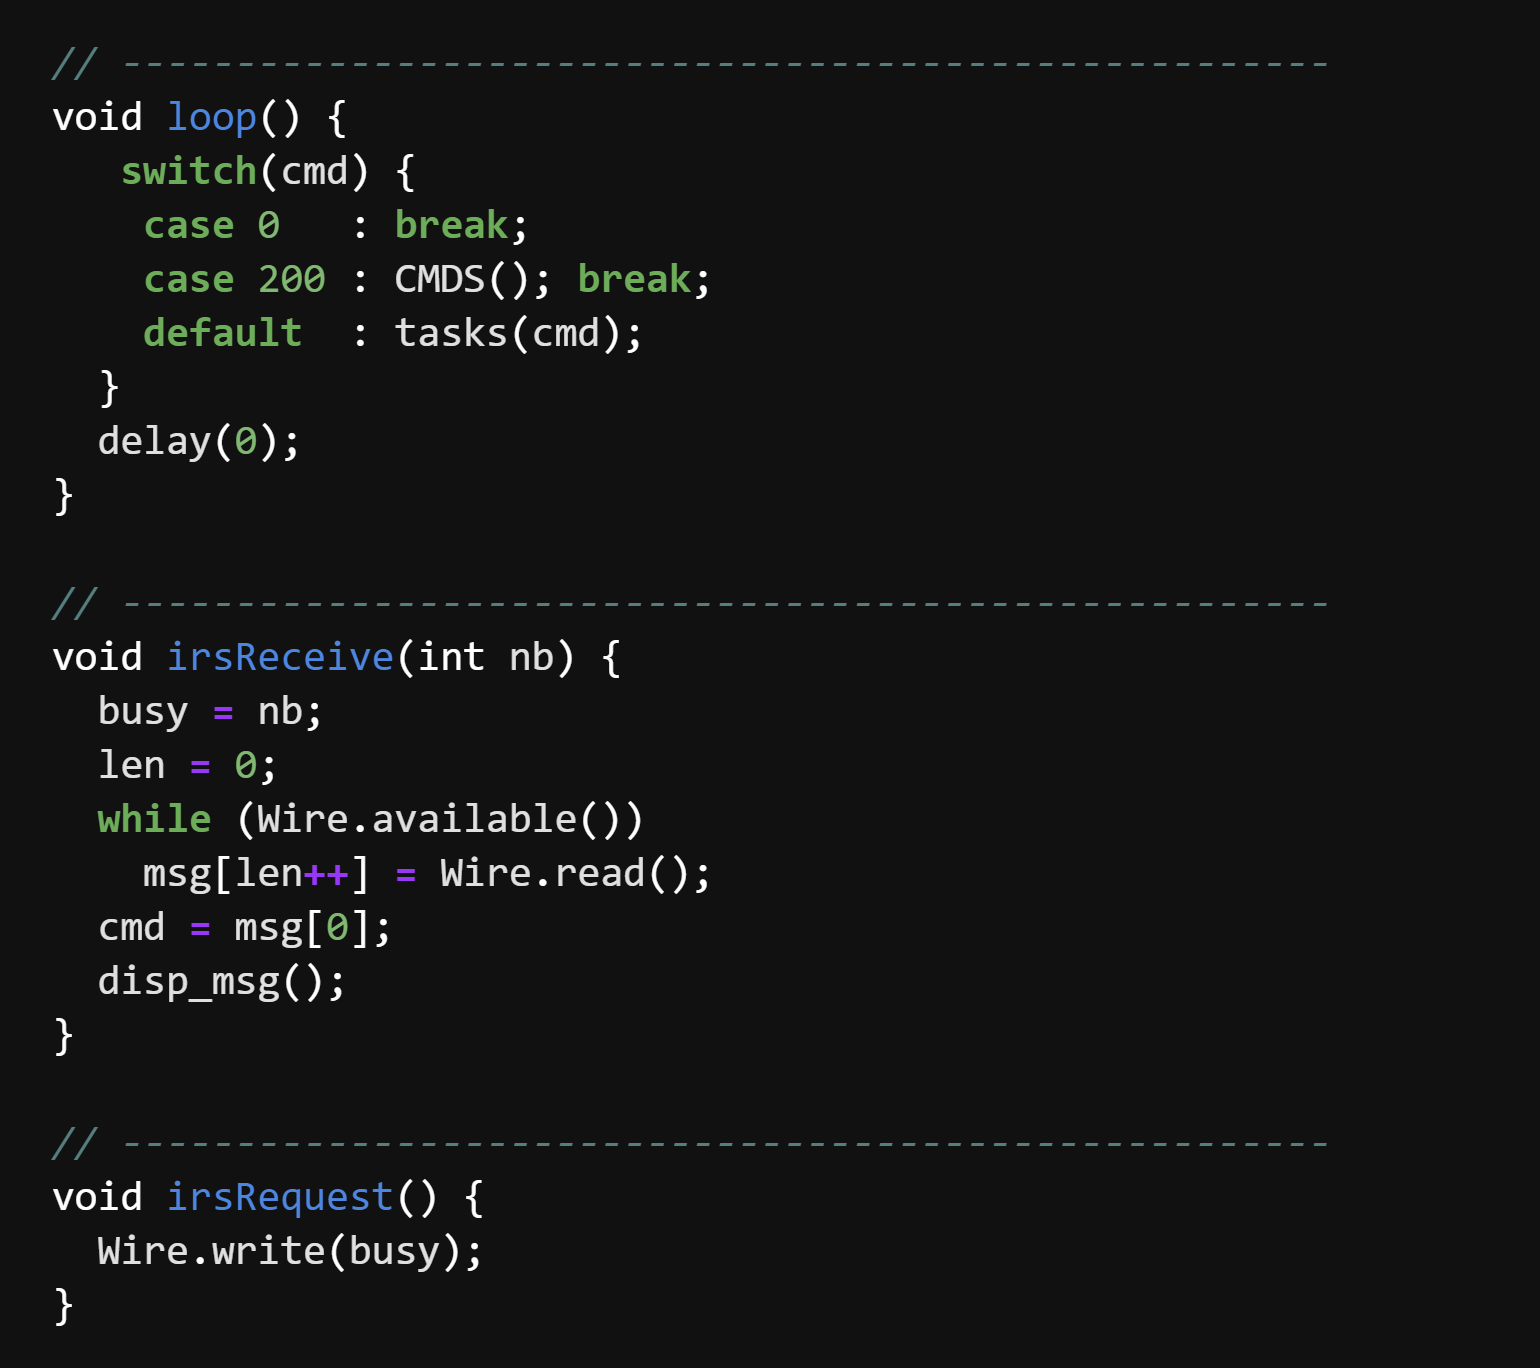 // -----------------------------------------------------
void loop() {
   switch(cmd) {
    case 0   : break;
    case 200 : CMDS(); break;
    default  : tasks(cmd);
  }
  delay(0);
}
// -----------------------------------------------------
void irsReceive(int nb) {
  busy = nb;
  len = 0;
  while (Wire.available())
    msg[len++] = Wire.read();
  cmd = msg[0];
  disp_msg();
}
// -----------------------------------------------------
void irsRequest() {
  Wire.write(busy);
}